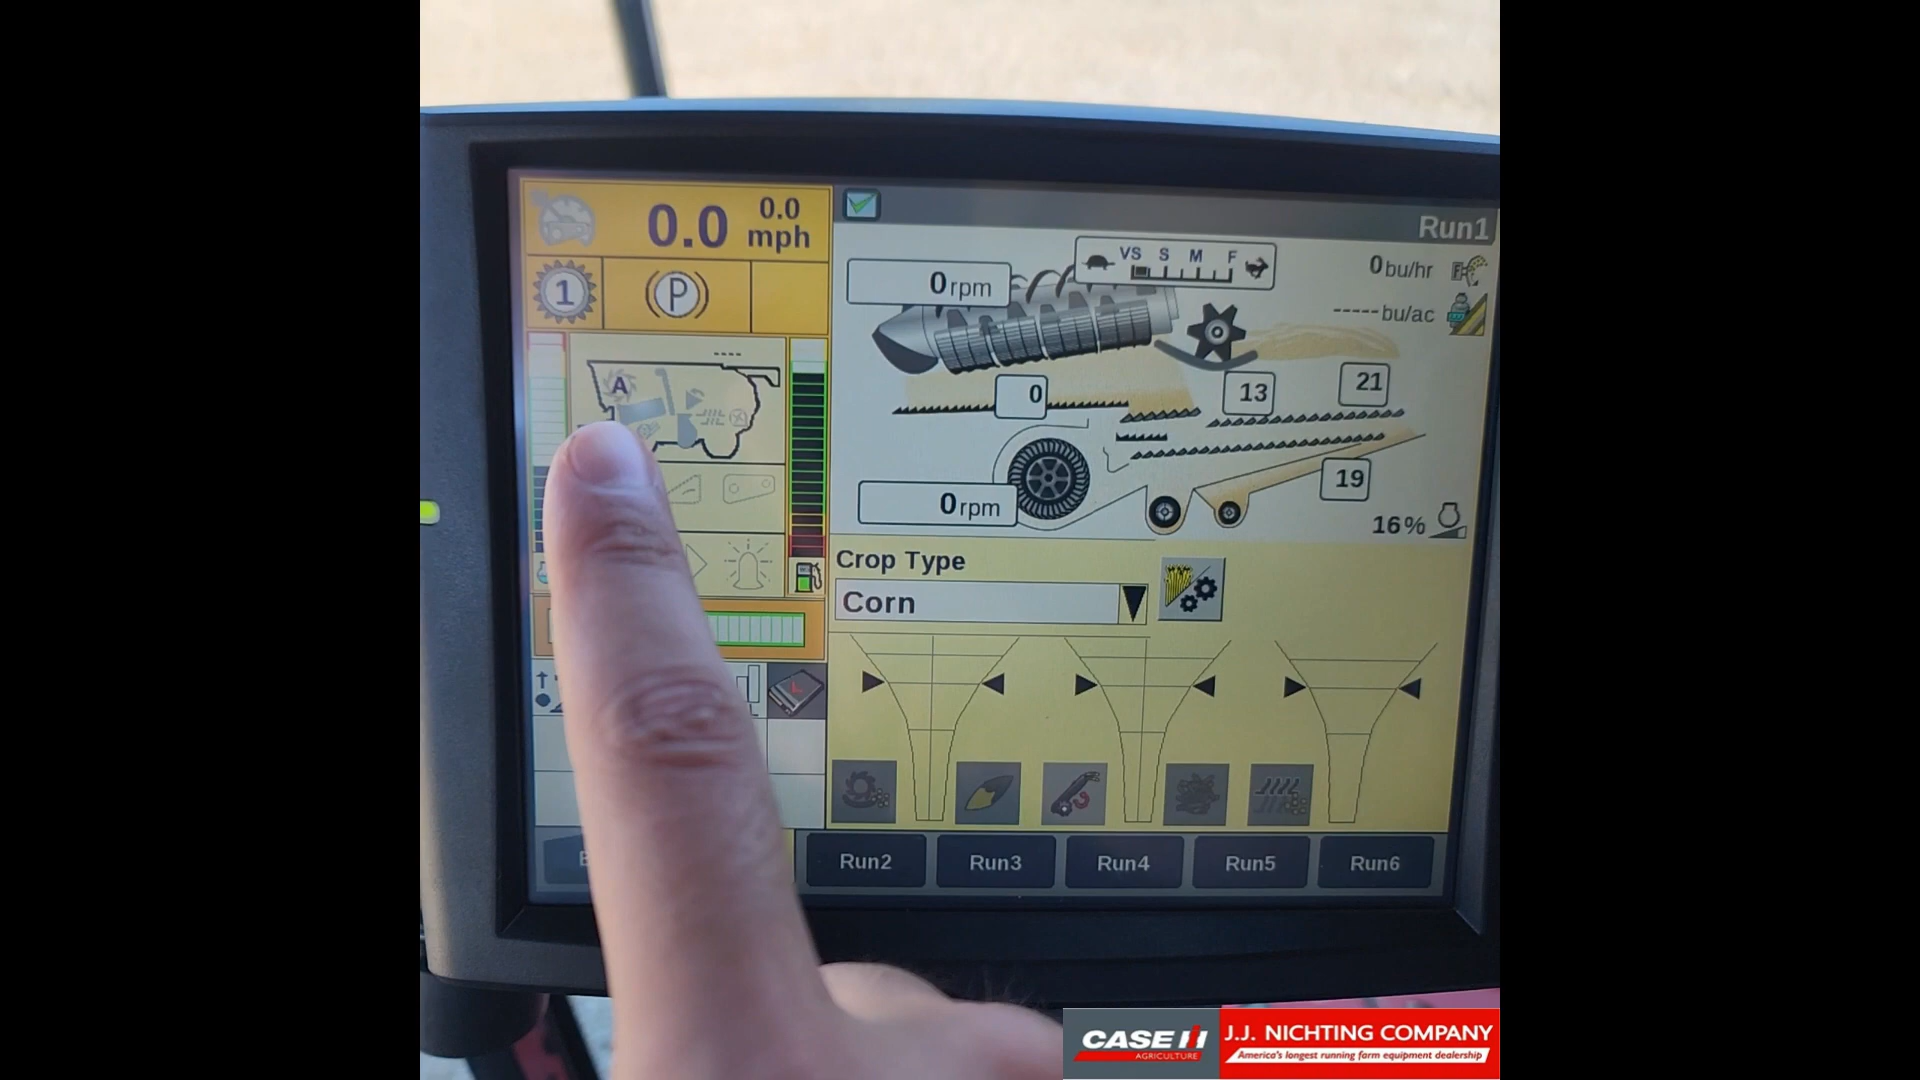 0.0
0.0
mph
1
P
A
----
Run1
VS S M F
0 rpm
0 bu/hr
-----bu/ac
0
13
21
19
0 rpm
16%
Crop Type
Corn
Run2
Run3
Run4
Run5
Run6
CASE IH
AGRICULTURE
J.J. NICHTING COMPANY
America's longest running farm equipment dealership